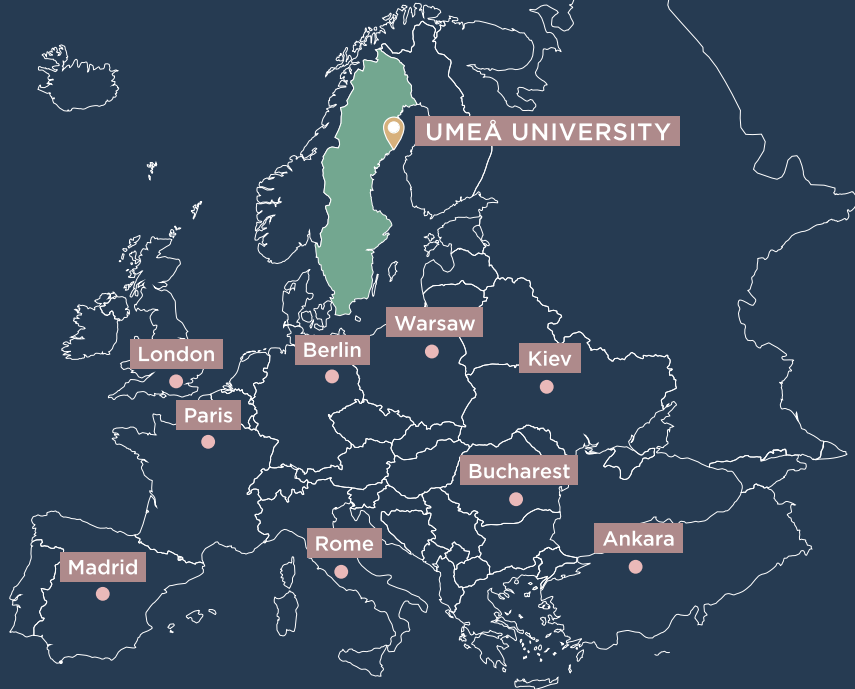 UMEÅ UNIVERSITY
Warsaw
London
Berlin
Kiev
Paris
Bucharest
Rome
Ankara
Madrid